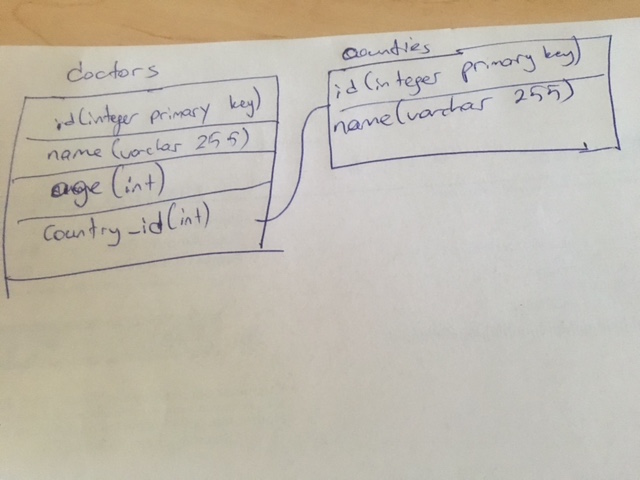 doctors
id(integer primary key)
name(varchar 255)
age (int)
country_id(int)
counties
id(integer primary key)
name(varchar 255)